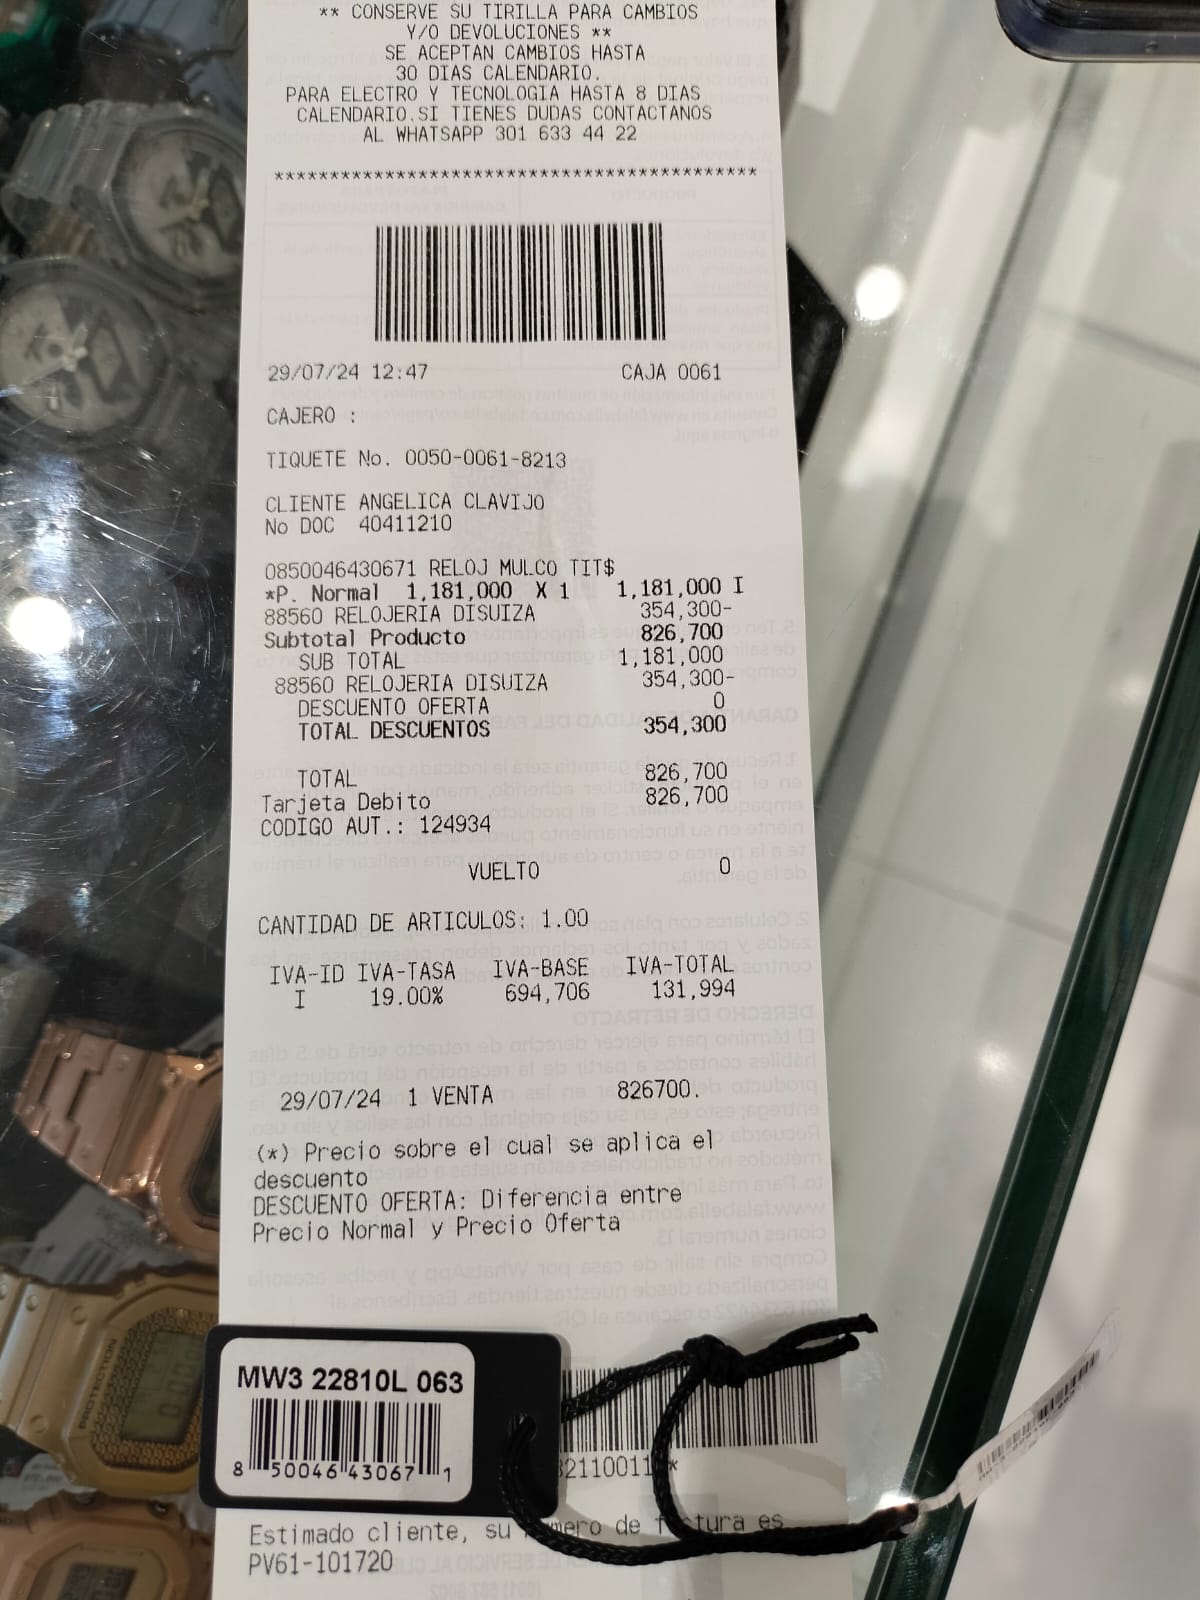 ** CONSERVE SU TIRILLA PARA CAMBIOS
Y/O DEVOLUCIONES **
SE ACEPTAN CAMBIOS HASTA
30 DIAS CALENDARIO.
PARA ELECTRO Y TECNOLOGIA HASTA 8 DIAS
CALENDARIO.SI TIENES DUDAS CONTACTANOS
AL WHATSAPP 301 633 44 22
********************************************
29/07/24 12:47 CAJA 0061
CAJERO :
TIQUETE No. 0050-0061-8213
CLIENTE ANGELICA CLAVIJO
No DOC 40411210
0850046430671 RELOJ MULCO TIT$
*P. Normal 1,181,000 X 1 1,181,000 I
88560 RELOJERIA DISUIZA 354,300-
Subtotal Producto 826,700
SUB TOTAL 1,181,000
88560 RELOJERIA DISUIZA 354,300-
DESCUENTO OFERTA 0
TOTAL DESCUENTOS 354,300
TOTAL 826,700
Tarjeta Debito 826,700
CODIGO AUT.: 124934
VUELTO 0
CANTIDAD DE ARTICULOS: 1.00
IVA-ID IVA-TASA IVA-BASE IVA-TOTAL
I 19.00% 694,706 131,994
29/07/24 1 VENTA 826700.
(*) Precio sobre el cual se aplica el
descuento
DESCUENTO OFERTA: Diferencia entre
Precio Normal y Precio Oferta
MW3 22810L 063
8 50046 43067 1
Estimado cliente, su de es
PV61-101720
PROTECTION